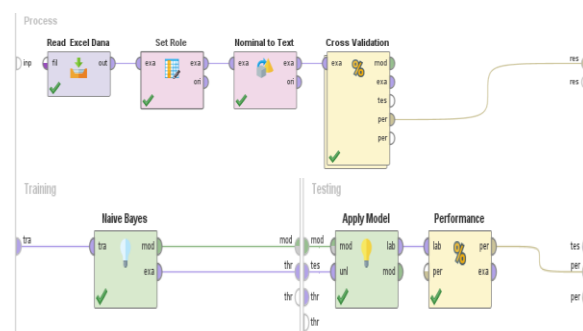 Process
Read Excel Dana
Set Role
Nominal to Text
Cross Validation
inp
fil
out
exa
exa
ori
exa
exa
ori
exa
mod
exa
tes
per
per
res
res
Training
Testing
Naive Bayes
Apply Model
Performance
tra
tra
mod
exa
mod
thr
thr
mod
tes
thr
thr
mod
unl
lab
mod
lab
per
per
exa
tes
per
per